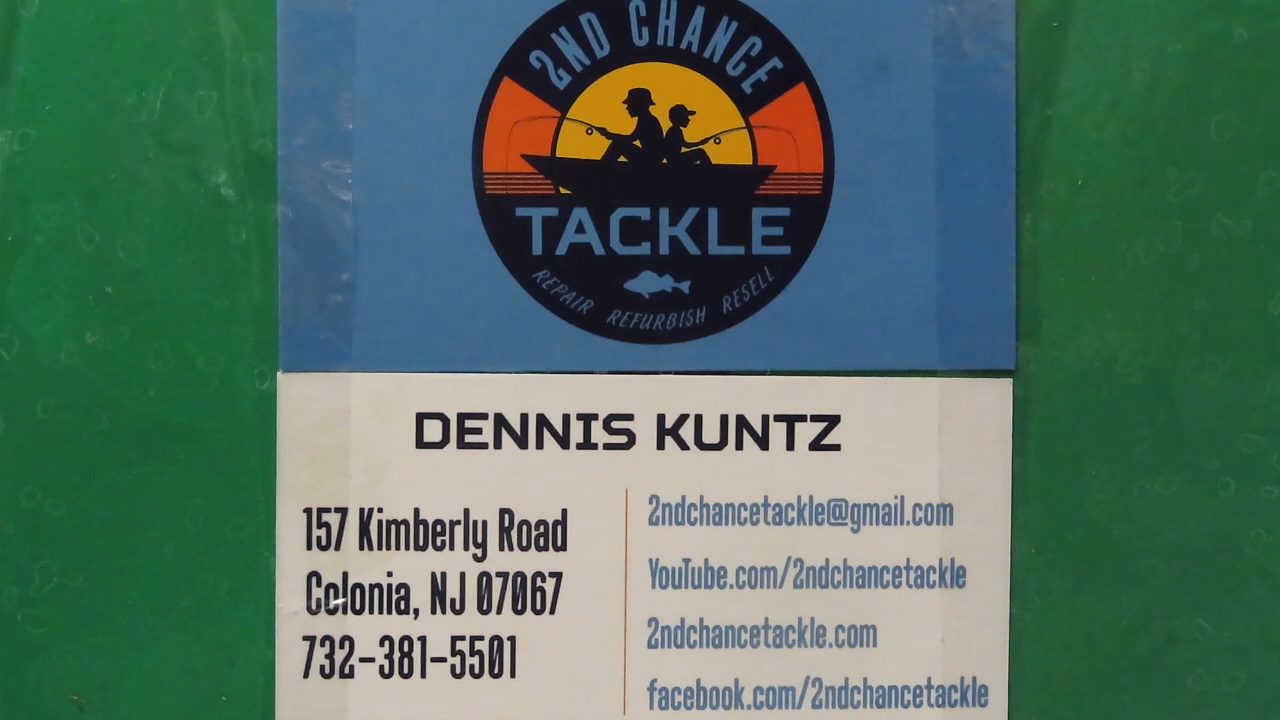 2ND CHANCE
TACKLE
REPAIR REFURBISH RESELL
DENNIS KUNTZ
157 Kimberly Road
Colonia, NJ 07067
732-381-5501
2ndchancetackle@gmail.com
YouTube.com/2ndchancetackle
2ndchancetackle.com
facebook.com/2ndchancetackle